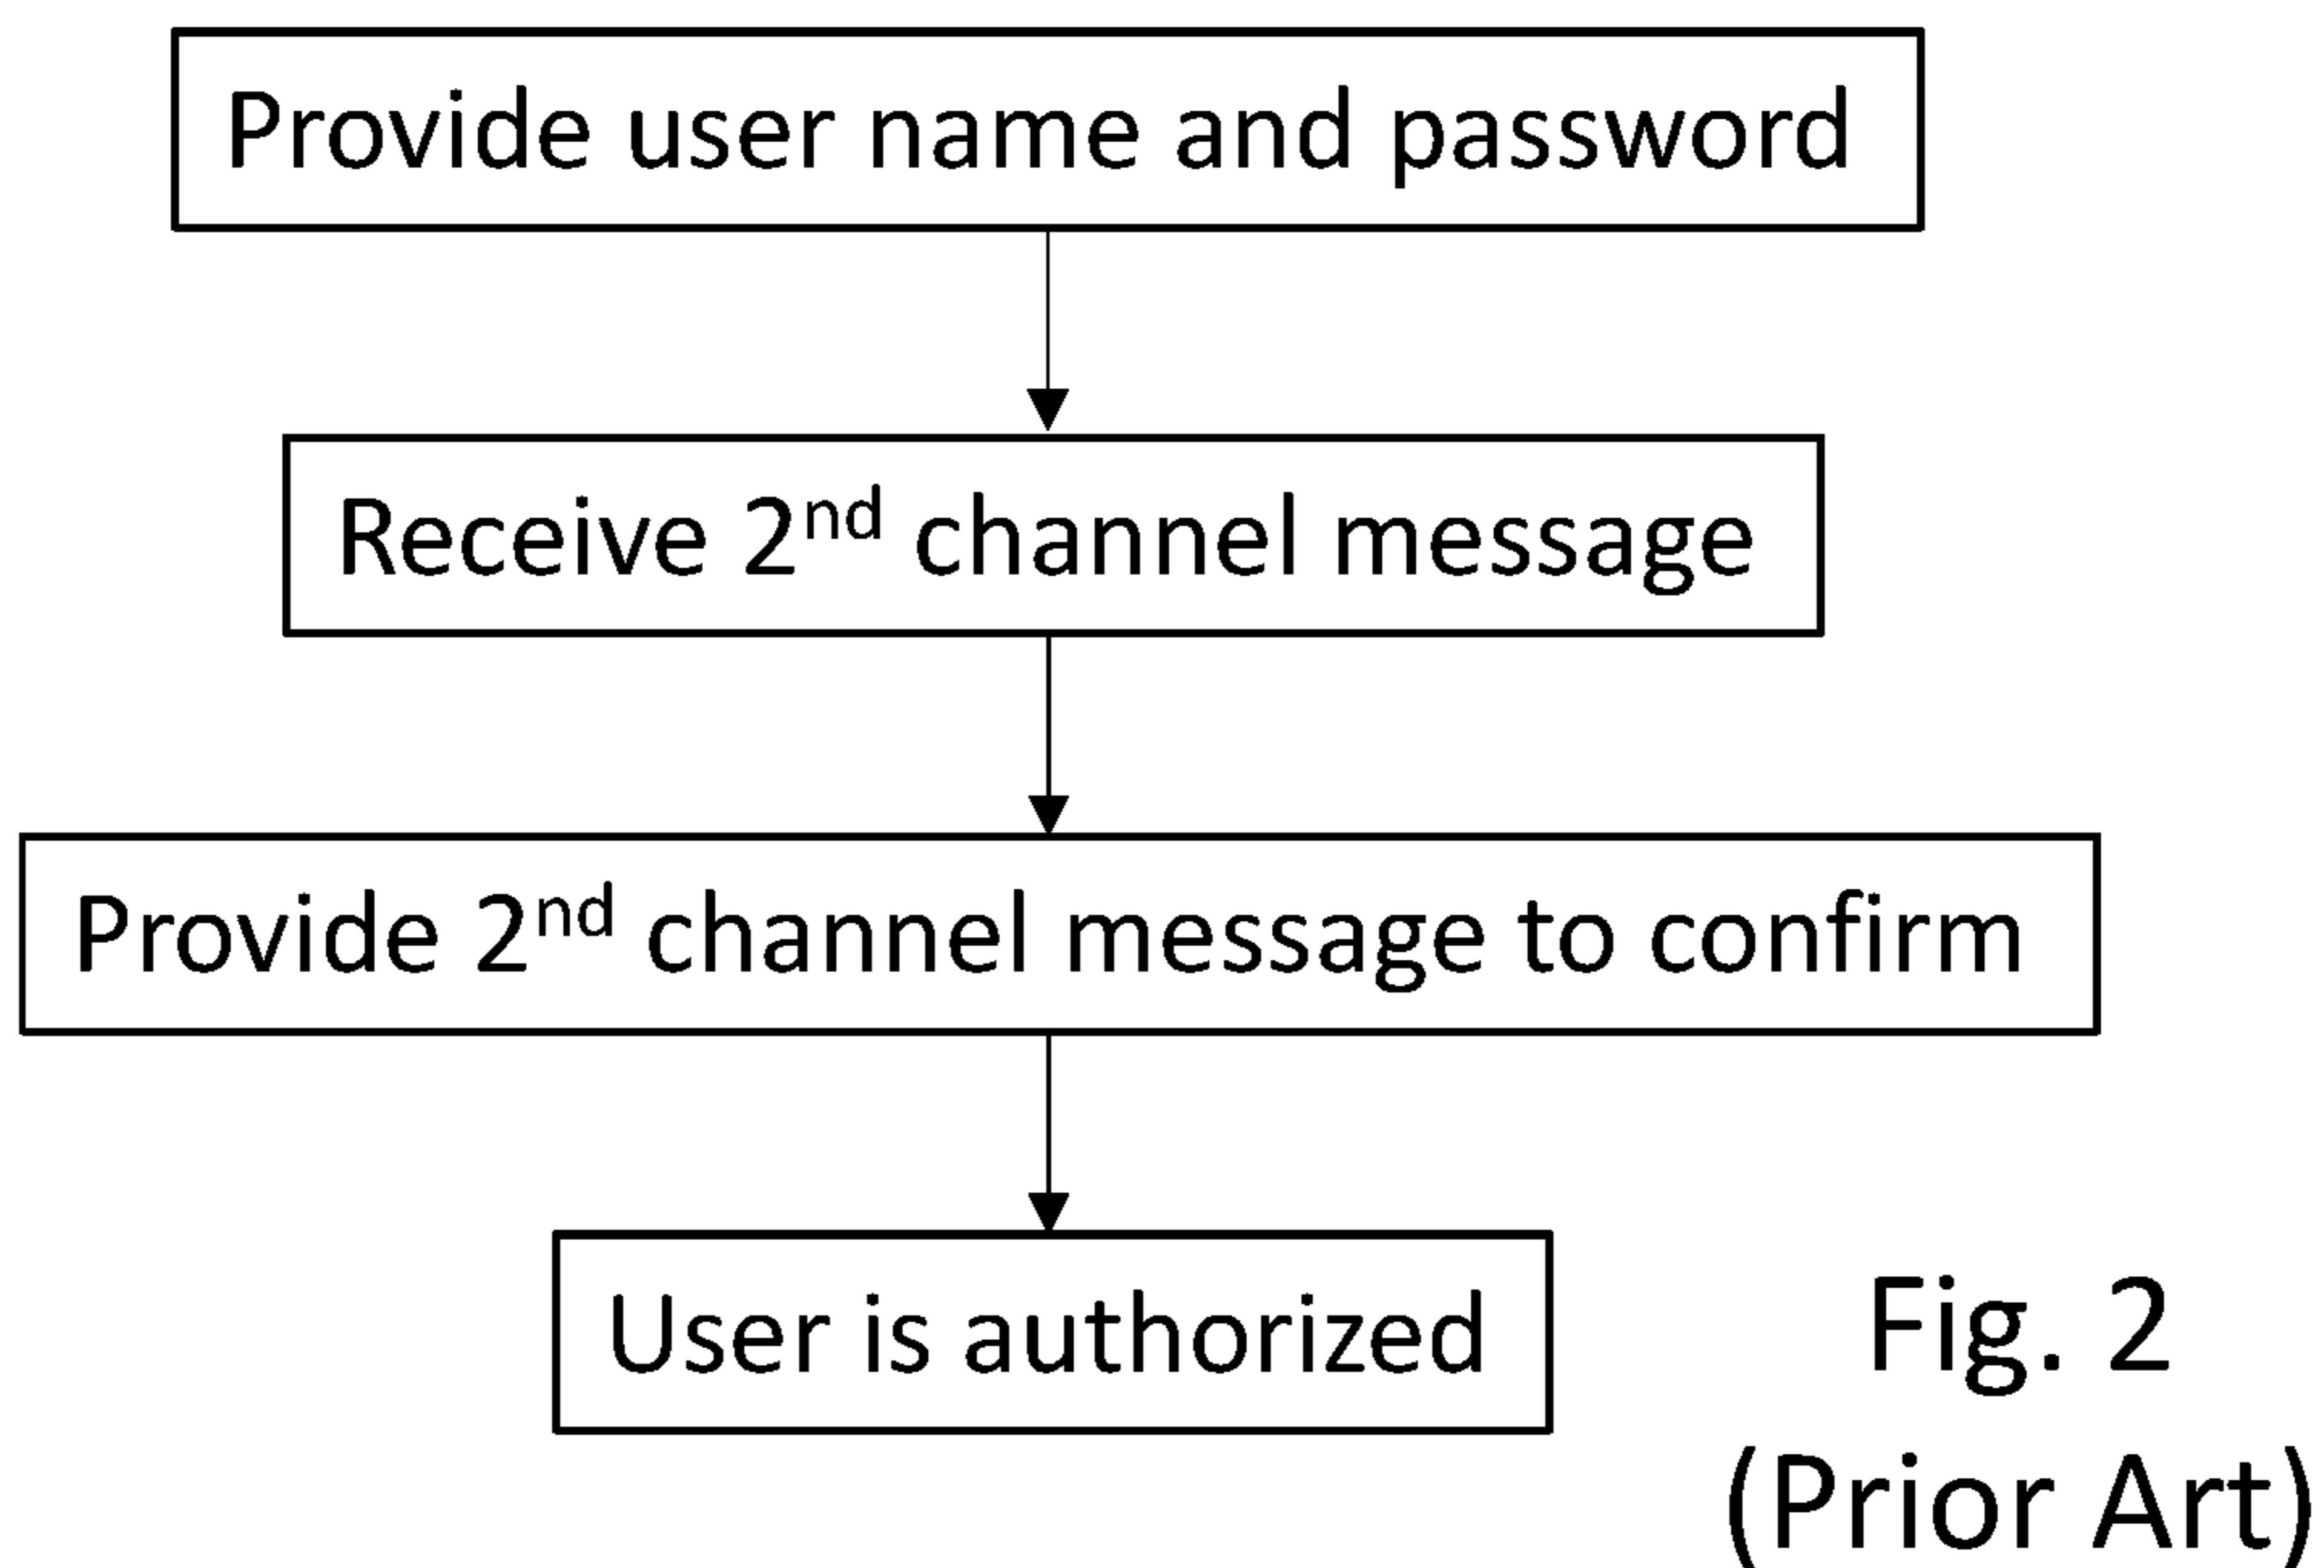 Provide user name and password
Receive 2nd channel message
Provide 2nd channel message to confirm
User is authorized
Fig. 2
(Prior Art)